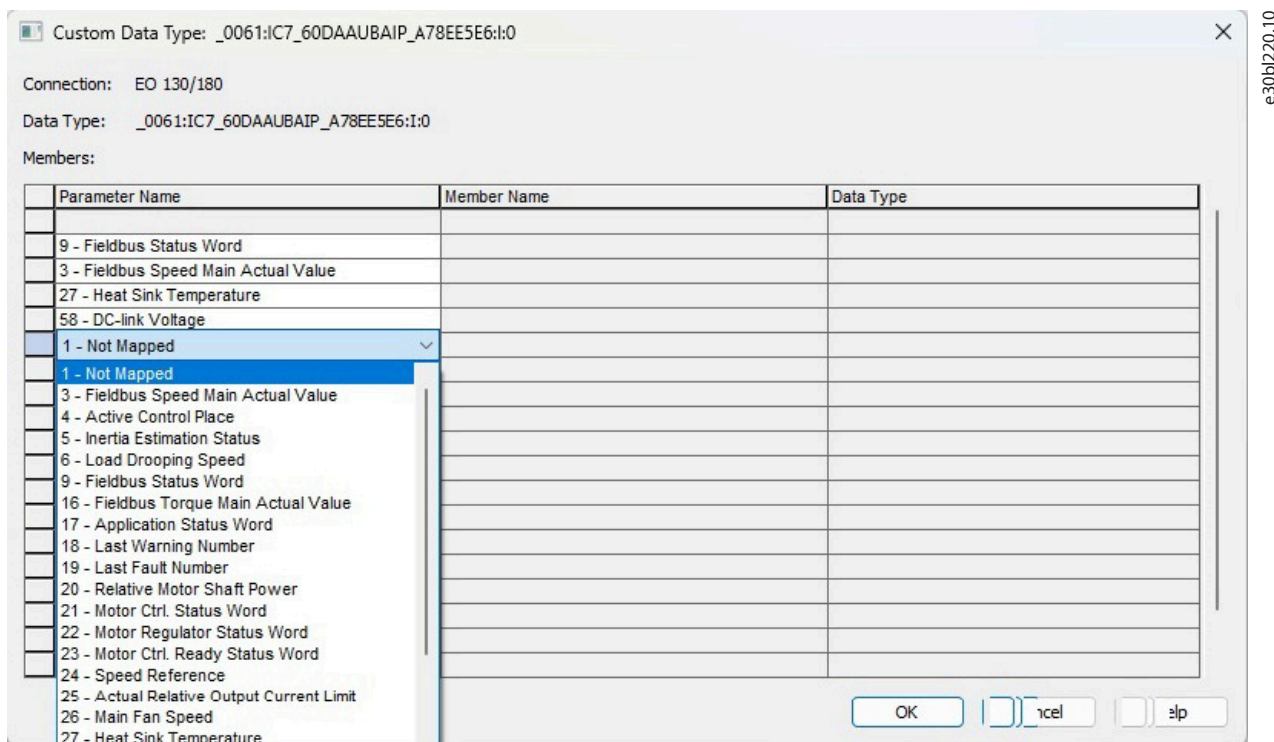 Custom Data Type: _0061:IC7_60DAAUBAIP_A78EE5E6:I:0
e30bl220.10
Connection: EO 130/180
Data Type: _0061:IC7_60DAAUBAIP_A78EE5E6:I:0
Members:
Parameter Name Member Name Data Type
9 - Fieldbus Status Word
3 - Fieldbus Speed Main Actual Value
27 - Heat Sink Temperature
58 - DC-link Voltage
1 - Not Mapped
1 - Not Mapped
3 - Fieldbus Speed Main Actual Value
4 - Active Control Place
5 - Inertia Estimation Status
6 - Load Drooping Speed
9 - Fieldbus Status Word
16 - Fieldbus Torque Main Actual Value
17 - Application Status Word
18 - Last Warning Number
19 - Last Fault Number
20 - Relative Motor Shaft Power
21 - Motor Ctrl. Status Word
22 - Motor Regulator Status Word
23 - Motor Ctrl. Ready Status Word
24 - Speed Reference
25 - Actual Relative Output Current Limit
26 - Main Fan Speed
27 - Heat Sink Temperature
OK